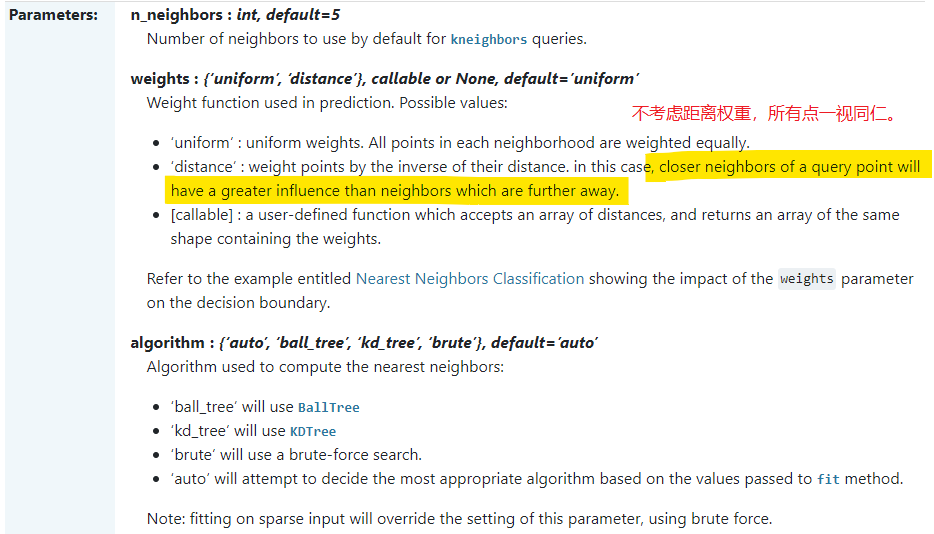 Parameters:
n_neighbors : int, default=5
Number of neighbors to use by default for kneighbors queries.
weights : {‘uniform’, ‘distance’}, callable or None, default=’uniform’
Weight function used in prediction. Possible values:
不考虑距离权重，所有点一视同仁。
• ‘uniform’ : uniform weights. All points in each neighborhood are weighted equally.
• ‘distance’ : weight points by the inverse of their distance. in this case, closer neighbors of a query point will
have a greater influence than neighbors which are further away.
• [callable] : a user-defined function which accepts an array of distances, and returns an array of the same
shape containing the weights.
Refer to the example entitled Nearest Neighbors Classification showing the impact of the weights parameter
on the decision boundary.
algorithm : {‘auto’, ‘ball_tree’, ‘kd_tree’, ‘brute’}, default=’auto’
Algorithm used to compute the nearest neighbors:
• ‘ball_tree’ will use BallTree
• ‘kd_tree’ will use KDTree
• ‘brute’ will use a brute-force search.
• ‘auto’ will attempt to decide the most appropriate algorithm based on the values passed to fit method.
Note: fitting on sparse input will override the setting of this parameter, using brute force.